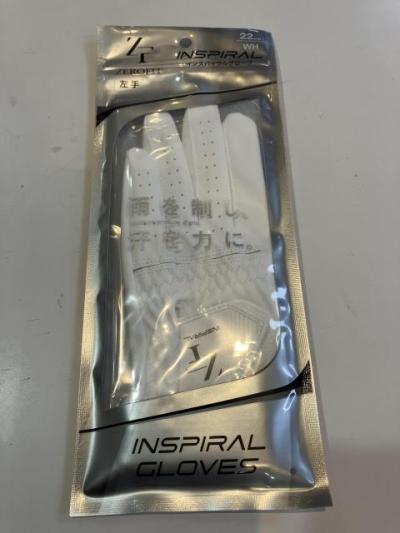 INSPIRAL
インスパイラルグローブ
22
WH
ZEROFIT
左手
雨を制し、
汗を力に。
INSPIRAL
INSPIRAL
GLOVES